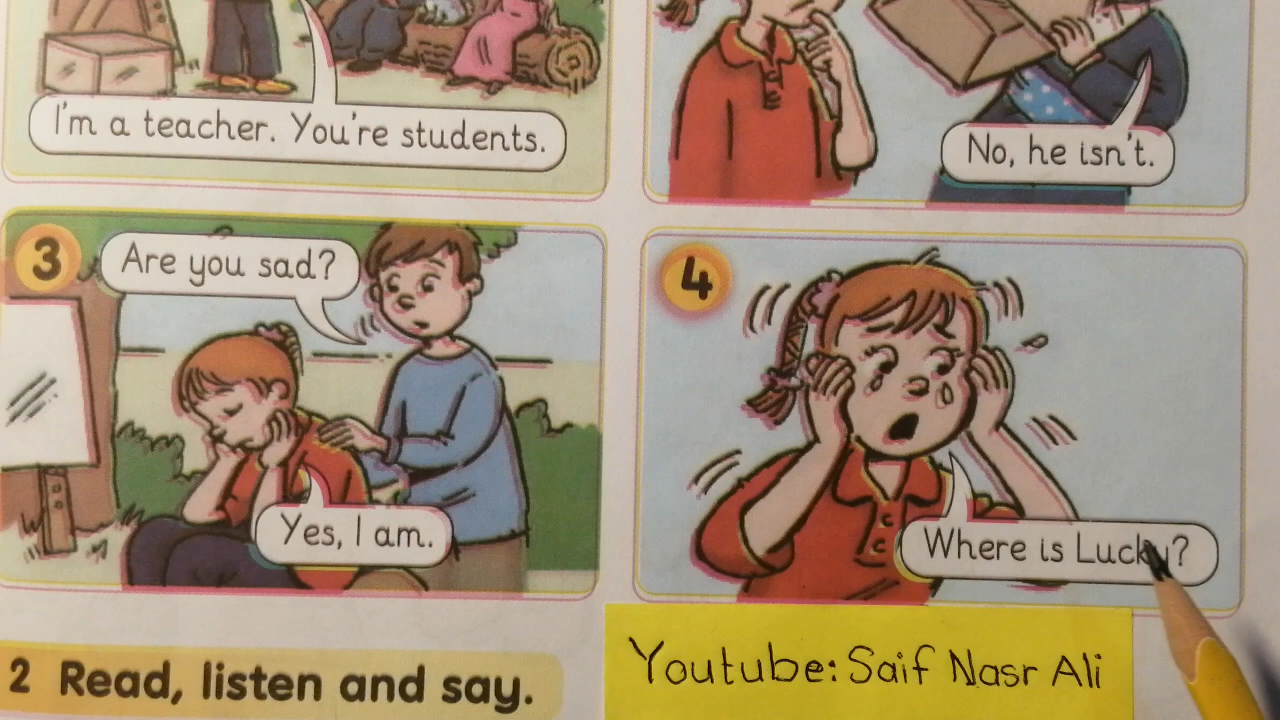 I'm a teacher. You're students.
No, he isn't.
3
Are you sad?
Yes, I am.
4
Where is Lucky?
2 Read, listen and say.
Youtube: Saif Nasr Ali